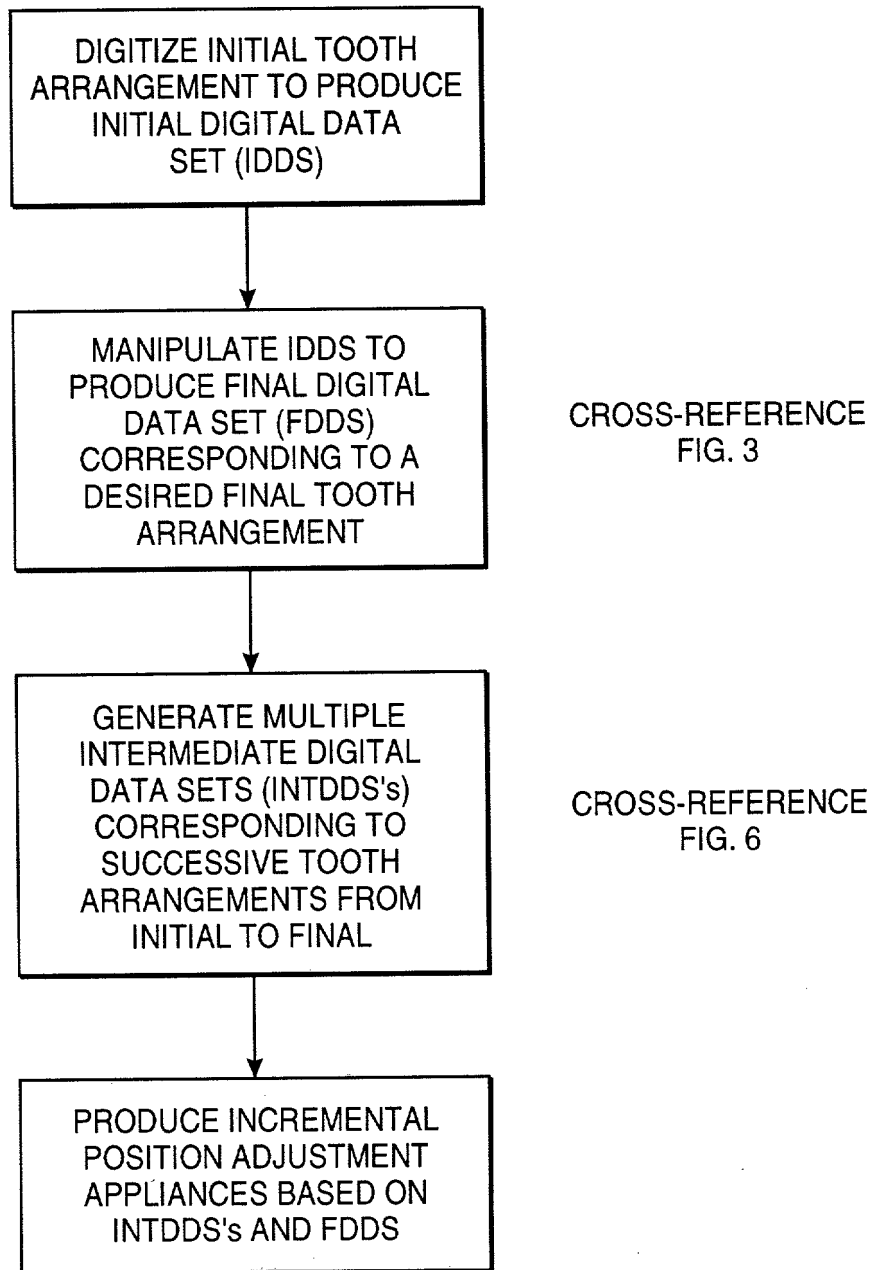 DIGITIZE INITIAL TOOTH
ARRANGEMENT TO PRODUCE
INITIAL DIGITAL DATA
SET (IDDS)
MANIPULATE IDDS TO
PRODUCE FINAL DIGITAL
DATA SET (FDDS)
CORRESPONDING TO A
DESIRED FINAL TOOTH
ARRANGEMENT
CROSS-REFERENCE
FIG. 3
GENERATE MULTIPLE
INTERMEDIATE DIGITAL
DATA SETS (INTDDS's)
CORRESPONDING TO
SUCCESSIVE TOOTH
ARRANGEMENTS FROM
INITIAL TO FINAL
CROSS-REFERENCE
FIG. 6
PRODUCE INCREMENTAL
POSITION ADJUSTMENT
APPLIANCES BASED ON
INTDDS's AND FDDS